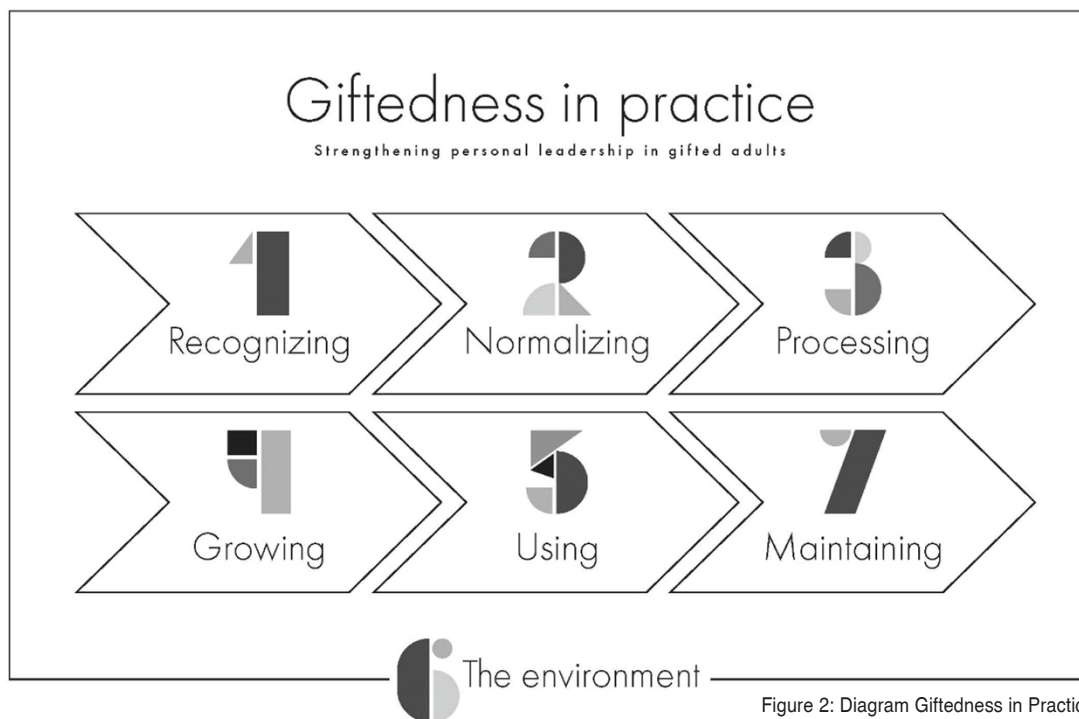 Giftedness in practice
Strengthening personal leadership in gifted adults
1 2 3
Recognizing Normalizing Processing
4 5 7
Growing Using Maintaining
6 The environment
Figure 2: Diagram Giftedness in Practic